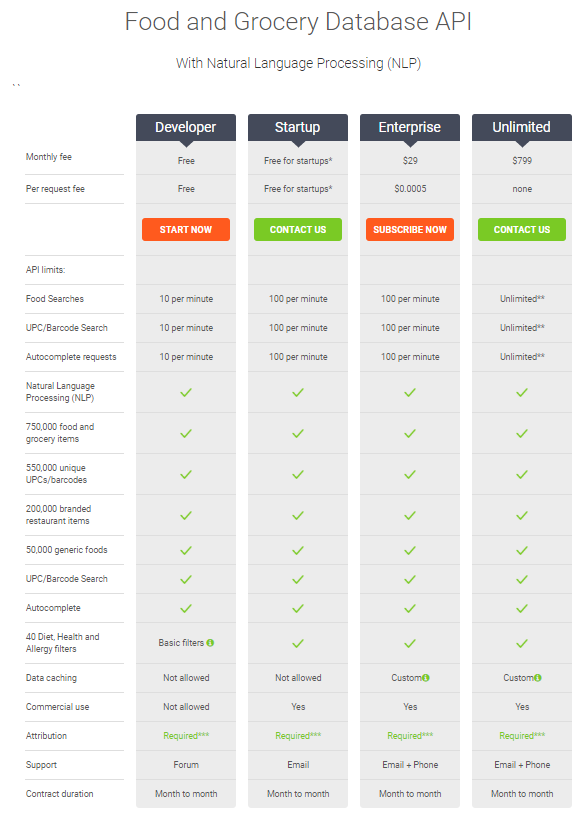 Food and Grocery Database API
With Natural Language Processing (NLP)
``
Developer Startup Enterprise Unlimited
Monthly fee Free Free for startups* $29 $799
Per request fee Free Free for startups* $0.0005 none
START NOW CONTACT US SUBSCRIBE NOW CONTACT US
API limits:
Food Searches 10 per minute 100 per minute 100 per minute Unlimited**
UPC/Barcode Search 10 per minute 100 per minute 100 per minute Unlimited**
Autocomplete requests 10 per minute 100 per minute 100 per minute Unlimited**
Natural Language
Processing (NLP)
750,000 food and
grocery items
550,000 unique
UPCs/barcodes
200,000 branded
restaurant items
50,000 generic foods
UPC/Barcode Search
Autocomplete
40 Diet, Health and
Allergy filters Basic filters
Data caching Not allowed Not allowed Custom Custom
Commercial use Not allowed Yes Yes Yes
Attribution Required*** Required*** Required*** Required***
Support Forum Email Email + Phone Email + Phone
Contract duration Month to month Month to month Month to month Month to month